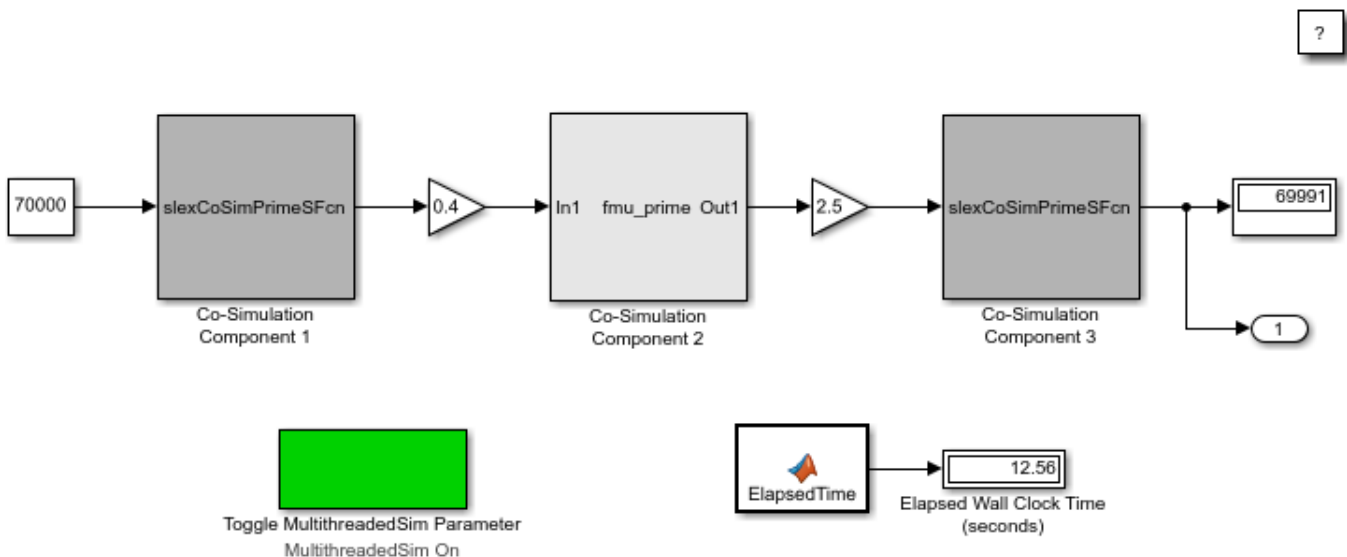 ?
70000
slexCoSimPrimeSFcn
0.4
In1 fmu_prime Out1
2.5
slexCoSimPrimeSFcn
69991
Co-Simulation
Component 1
Co-Simulation
Component 2
Co-Simulation
Component 3
1
Toggle MultithreadedSim Parameter
MultithreadedSim On
ElapsedTime
12.56
Elapsed Wall Clock Time
(seconds)